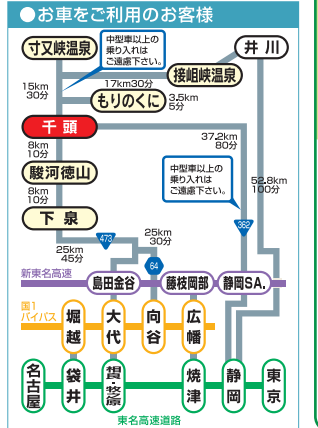 ●お車をご利用のお客様
寸又峡温泉
中型車以上の
乗り入れは
ご遠慮下さい。
井川
接岨峡温泉
15km
30分
17km30分
もりのくに
3.5km
5分
千頭
37.2km
80分
8km
10分
駿河徳山
中型車以上の
乗り入れは
ご遠慮下さい。
52.8km
100分
8km
10分
下泉
362
473
25km
30分
25km
45分
64
新東名高速
島田金谷
藤枝岡部
静岡SA.
国1
バイパス
堀越
大代
向谷
広幡
名古屋
袋井
焼津
静岡
東京
東名高速道路